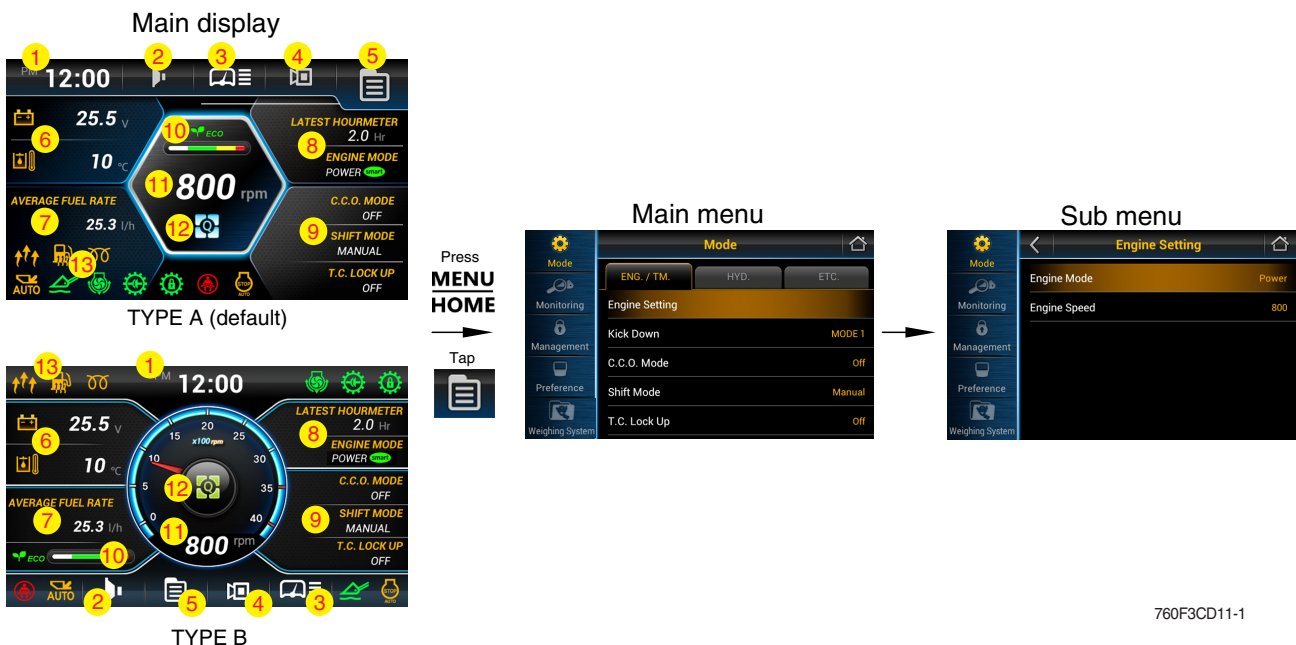 Main display
1
2
3
4
5
PM 12:00
25.5 V
6
10 °C
10
ECO
11
800 rpm
12
LATEST HOURMETER
2.0 Hr
8
ENGINE MODE
POWER smart
AVERAGE FUEL RATE
7
25.3 l/h
C.C.O. MODE
OFF
9
SHIFT MODE
MANUAL
T.C. LOCK UP
OFF
13
AUTO
STOP
AUTO
TYPE A (default)
Press
MENU
HOME
Tap
Main menu
Mode
Mode
Monitoring
Management
Preference
Weighing System
ENG. / TM.
HYD.
ETC.
Engine Setting
Kick Down MODE 1
C.C.O. Mode Off
Shift Mode Manual
T.C. Lock Up Off
Sub menu
Engine Setting
Mode
Monitoring
Management
Preference
Weighing System
Engine Mode Power
Engine Speed 800
13
1
PM 12:00
25.5 V
6
10 °C
0
5
10
15
20
25
30
35
40
x100 rpm
12
11
800 rpm
LATEST HOURMETER
2.0 Hr
8
ENGINE MODE
POWER smart
AVERAGE FUEL RATE
7
25.3 l/h
ECO
10
C.C.O. MODE
OFF
9
SHIFT MODE
MANUAL
T.C. LOCK UP
OFF
AUTO
2
5
4
3
STOP
AUTO
TYPE B
760F3CD11-1